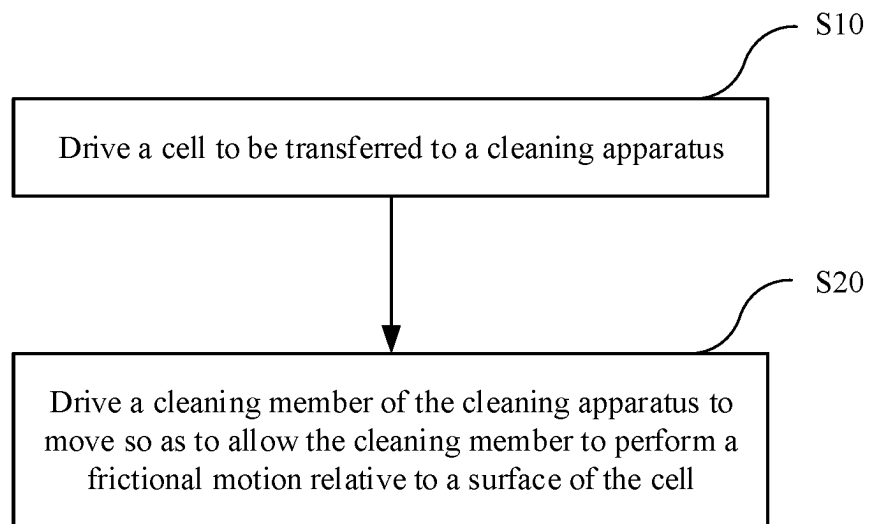 S10
Drive a cell to be transferred to a cleaning apparatus
S20
Drive a cleaning member of the cleaning apparatus to
move so as to allow the cleaning member to perform a
frictional motion relative to a surface of the cell